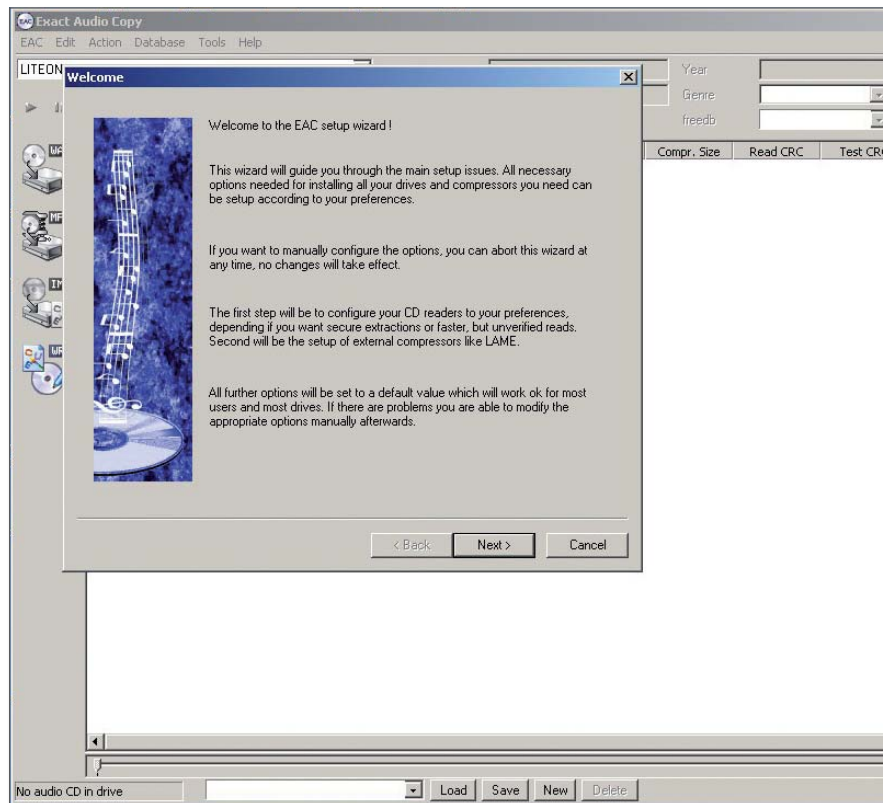 Exact Audio Copy
EAC Edit Action Database Tools Help
LITEON
Welcome
Year
Genre
freedb
Compr. Size Read CRC Test CRC
Welcome to the EAC setup wizard !
This wizard will guide you through the main setup issues. All necessary
options needed for installing all your drives and compressors you need can
be setup according to your preferences.
If you want to manually configure the options, you can abort this wizard at
any time, no changes will take effect.
The first step will be to configure your CD readers to your preferences,
depending if you want secure extractions or faster, but unverified reads.
Second will be the setup of external compressors like LAME.
All further options will be set to a default value which will work ok for most
users and most drives. If there are problems you are able to modify the
appropriate options manually afterwards.
< Back Next > Cancel
No audio CD in drive
Load Save New Delete